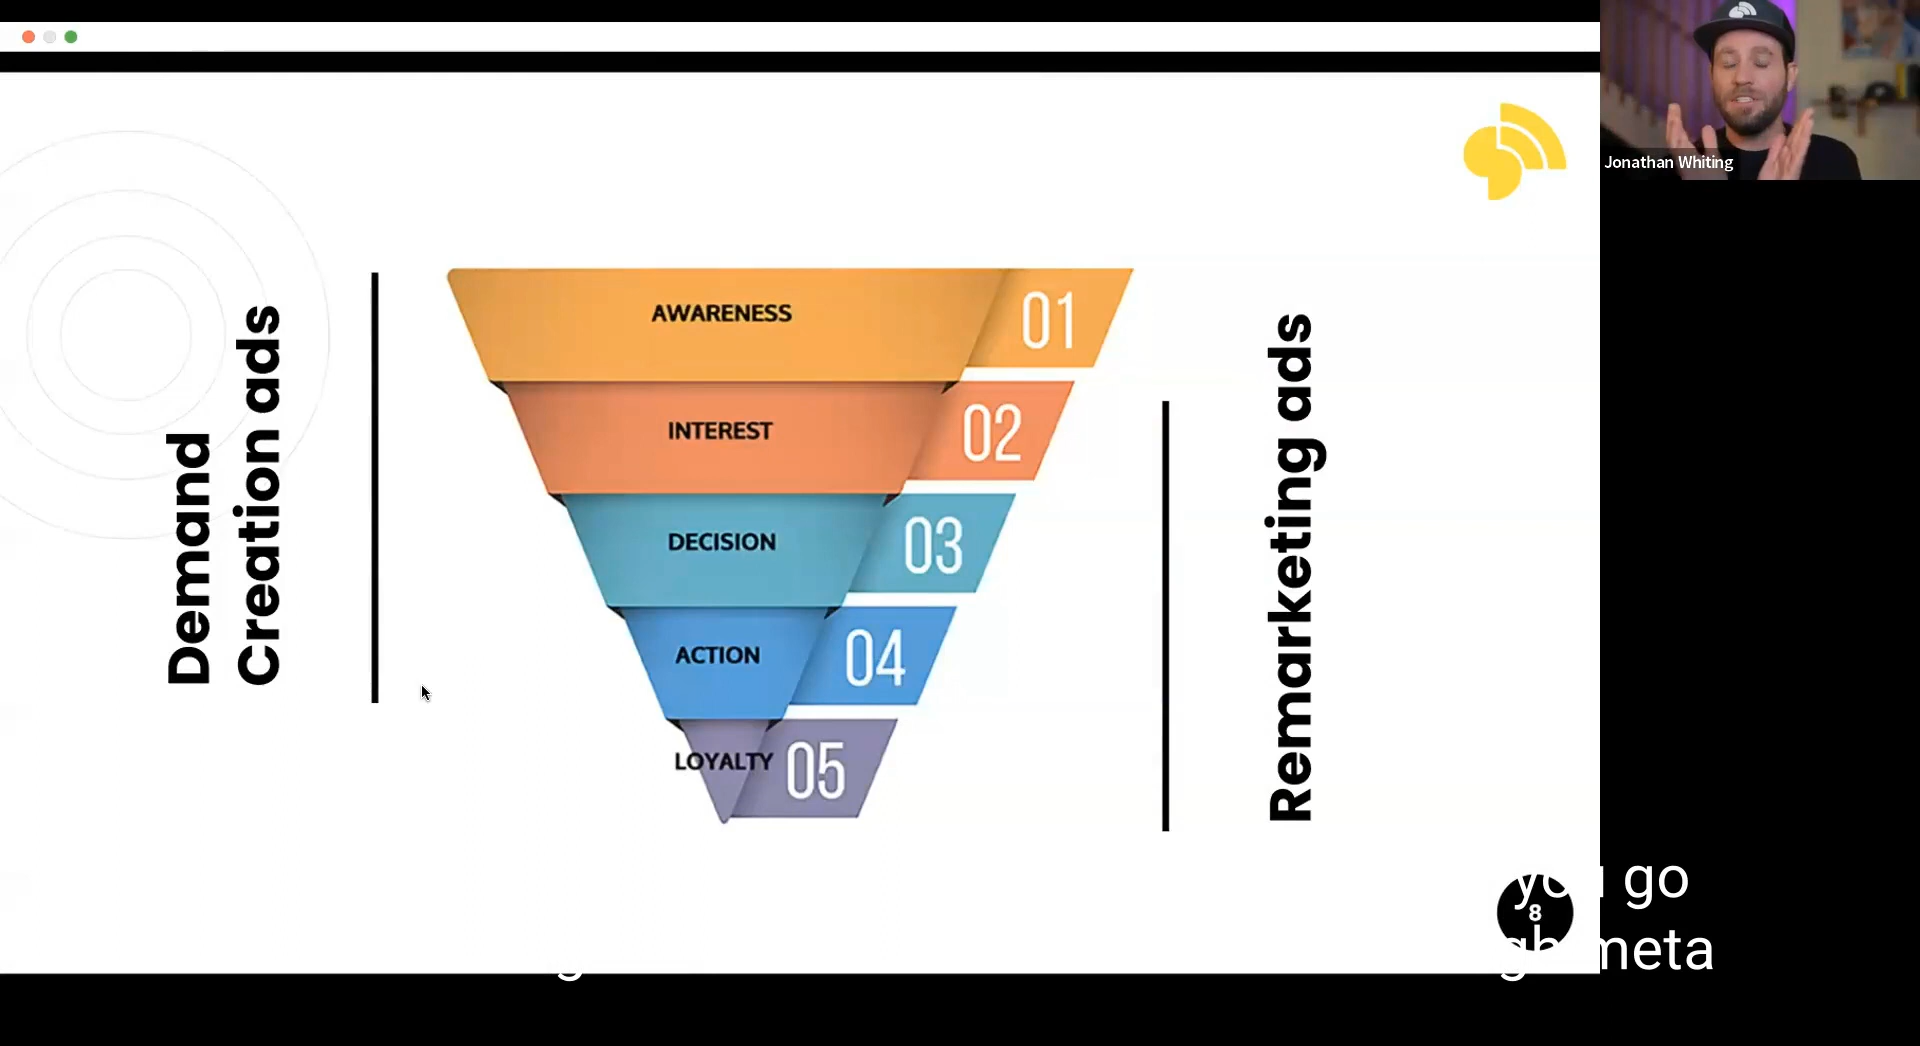 Jonathan Whiting
Demand
Creation ads
AWARENESS
01
INTEREST
02
DECISION
03
ACTION
04
LOYALTY
05
Remarketing ads
8
you go
meta